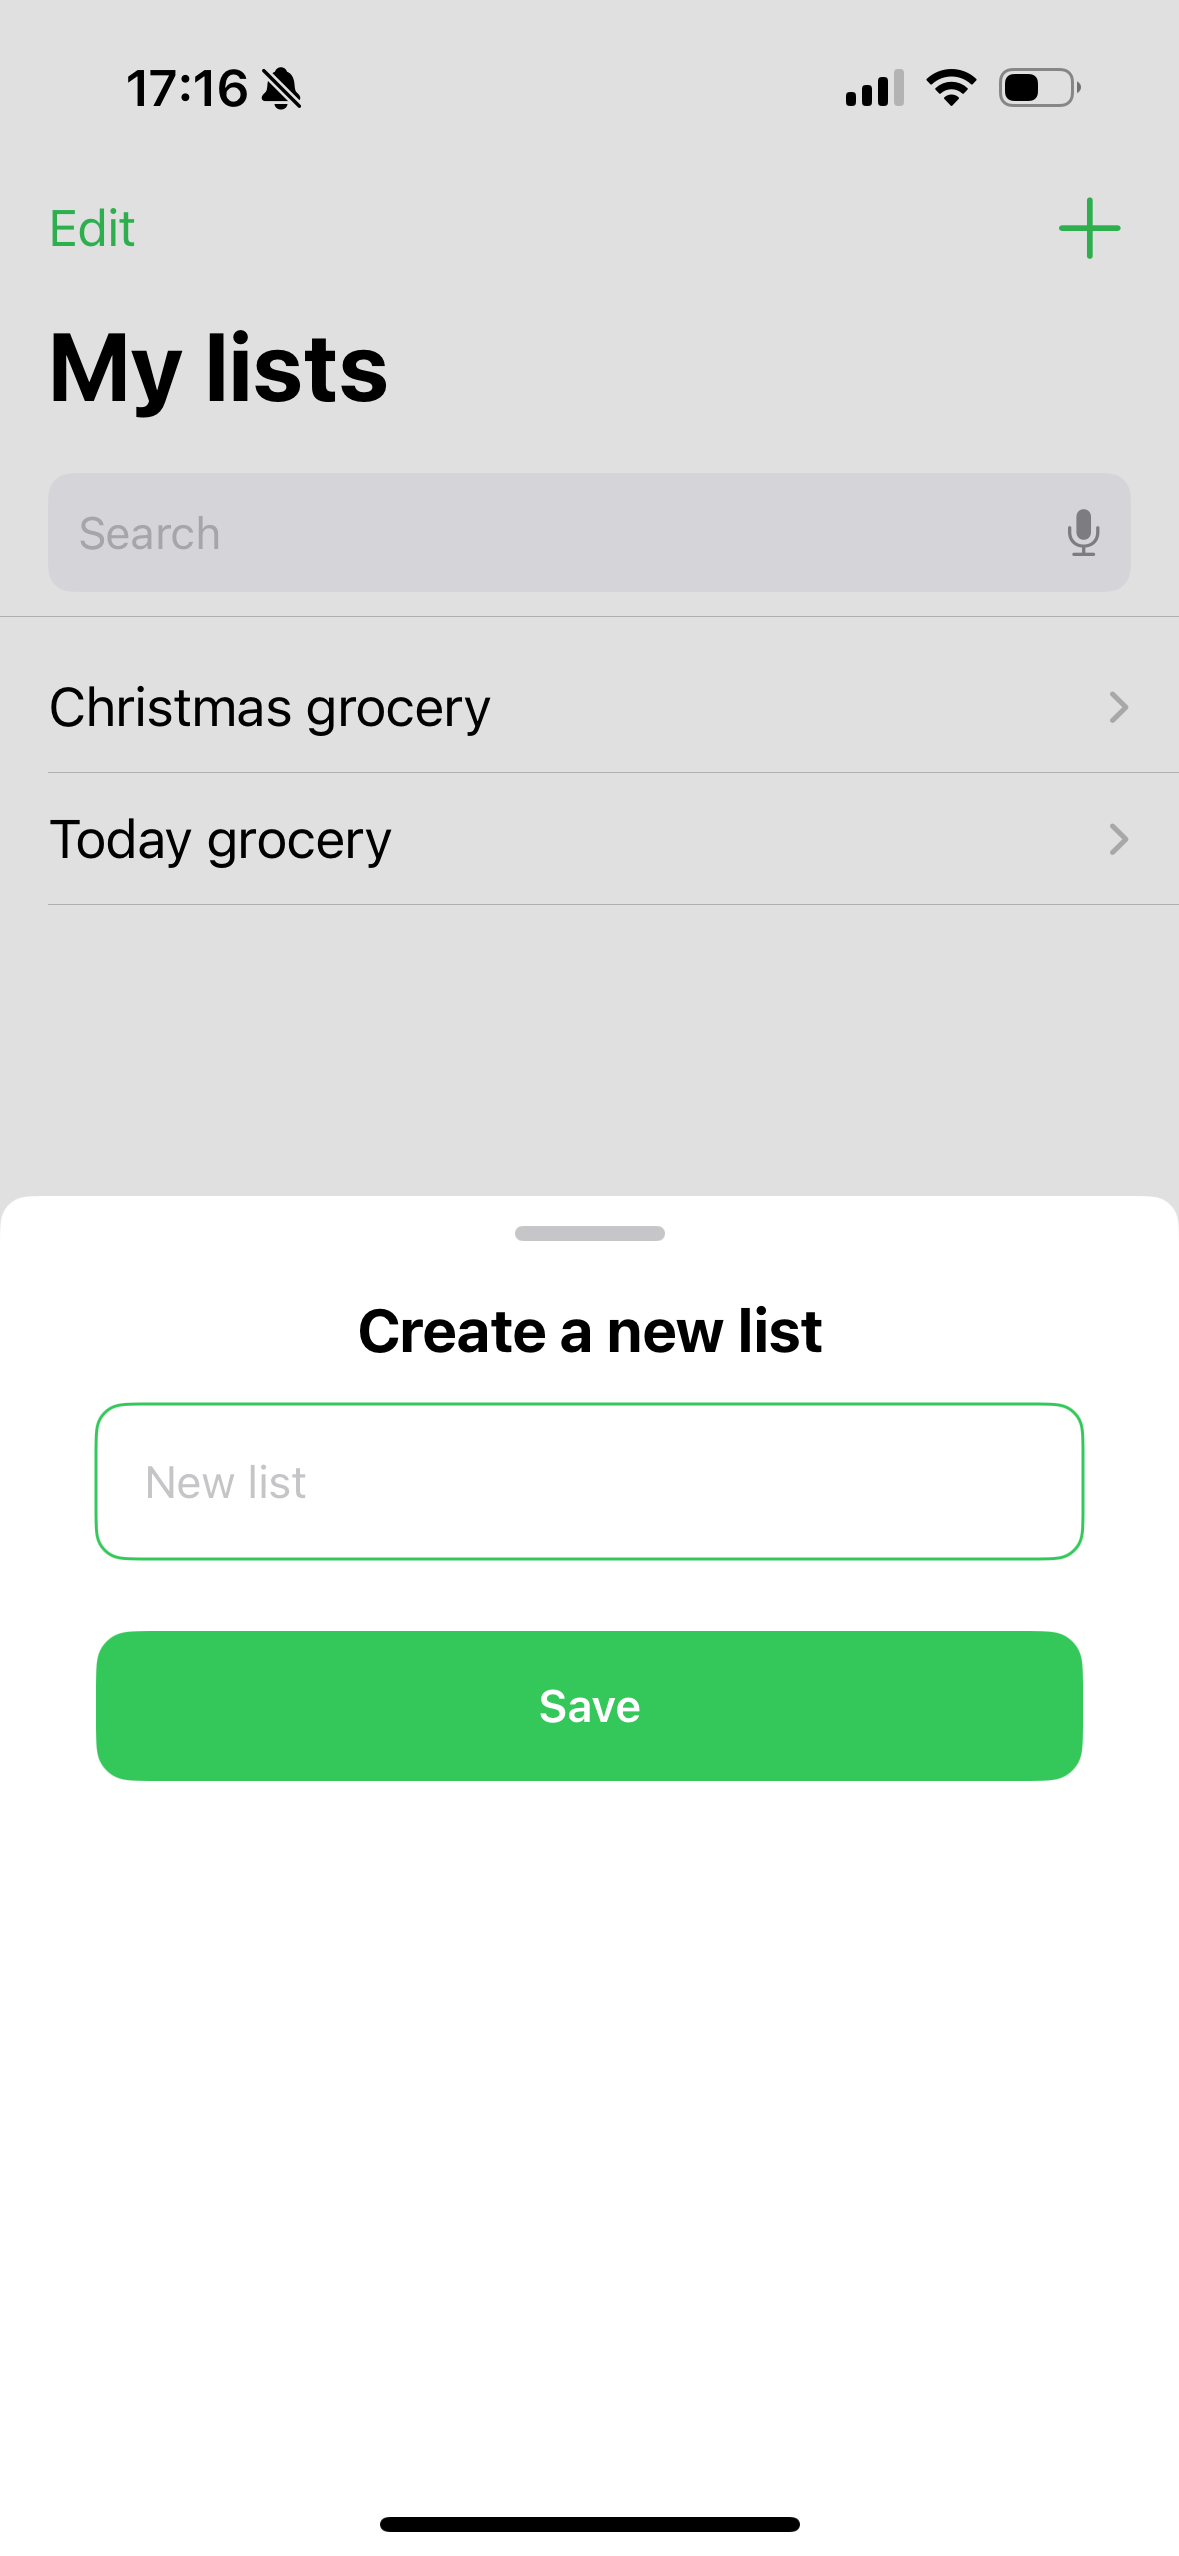 17:16
Edit
My lists
Search
Christmas grocery
Today grocery
Create a new list
New list
Save